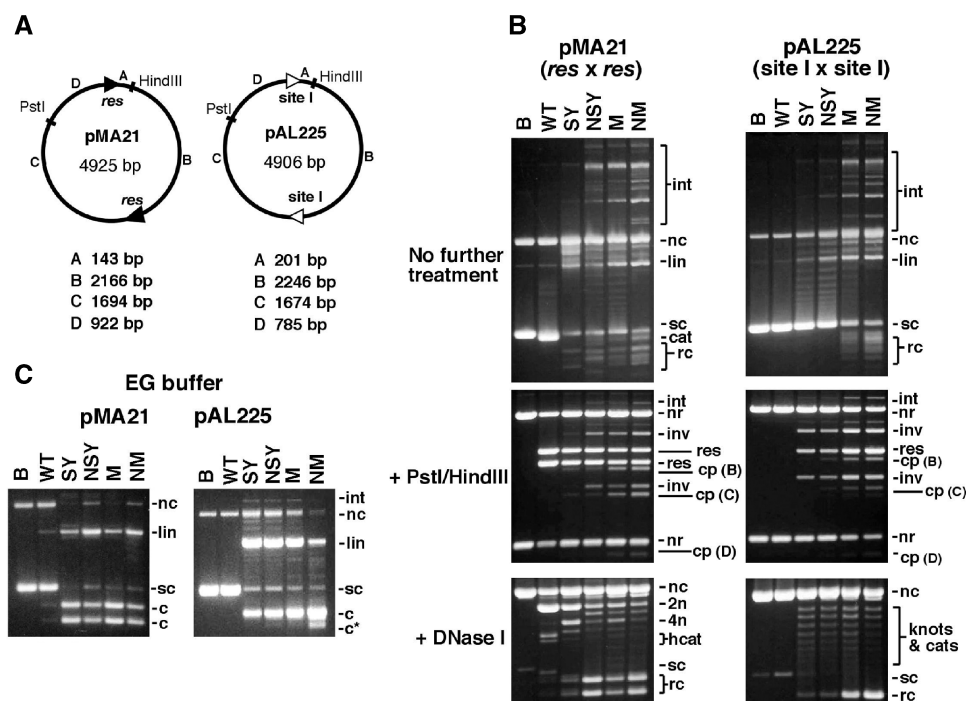 A
D
A
HindIII
res
PstI
pMA21
4925 bp
C
B
res
A 143 bp
B 2166 bp
C 1694 bp
D 922 bp
D
A
HindIII
site I
PstI
pAL225
4906 bp
C
B
site I
A 201 bp
B 2246 bp
C 1674 bp
D 785 bp
B
pMA21
(res x res)
pAL225
(site I x site I)
B WT SY NSY M NM
B WT SY NSY M NM
No further
treatment
int
nc
lin
sc
cat
rc
int
nc
lin
sc
rc
+ PstI/HindIII
int
nr
inv
res
res
cp (B)
inv
cp (C)
nr
cp (D)
int
nr
inv
res
cp (B)
inv
cp (C)
nr
cp (D)
+ DNase I
nc
2n
4n
hcat
sc
rc
nc
knots
& cats
sc
rc
C
EG buffer
pMA21
pAL225
B WT SY NSY M NM
B WT SY NSY M NM
nc
lin
sc
c
c
int
nc
lin
sc
c
c*